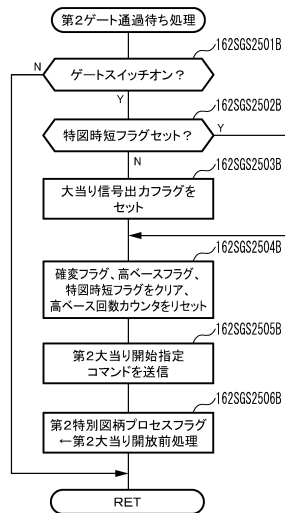 第2ゲート通過待ち処理
162SGS2501B
N
ゲートスイッチオン？
Y
162SGS2502B
特図時短フラグセット？
Y
N
162SGS2503B
大当り信号出力フラグを
セット
162SGS2504B
確変フラグ、高ベースフラグ、
特図時短フラグをクリア、
高ベース回数カウンタをリセット
162SGS2505B
第2大当り開始指定
コマンドを送信
162SGS2506B
第2特別図柄プロセスフラグ
←第2大当り開放前処理
RET